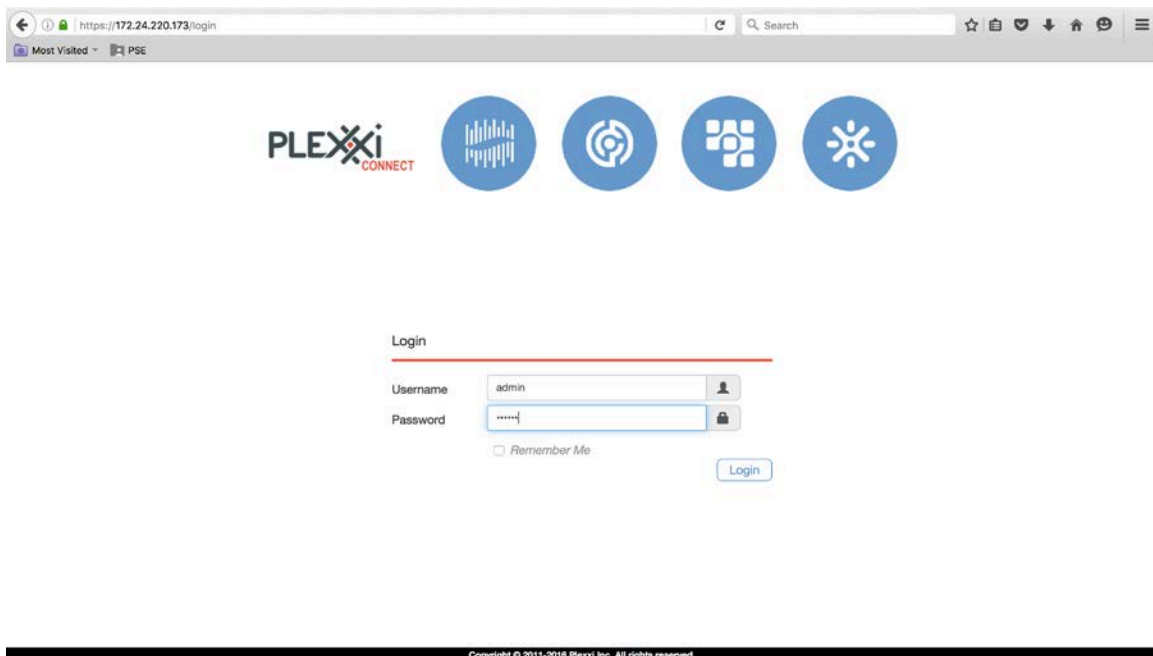 https://172.24.220.173/login
Search
Most Visited
PSE
PLEXXI
CONNECT
Login
Username admin
Password ••••••
Remember Me
Login
Copyright © 2011-2016 Plexxi Inc. All rights reserved.